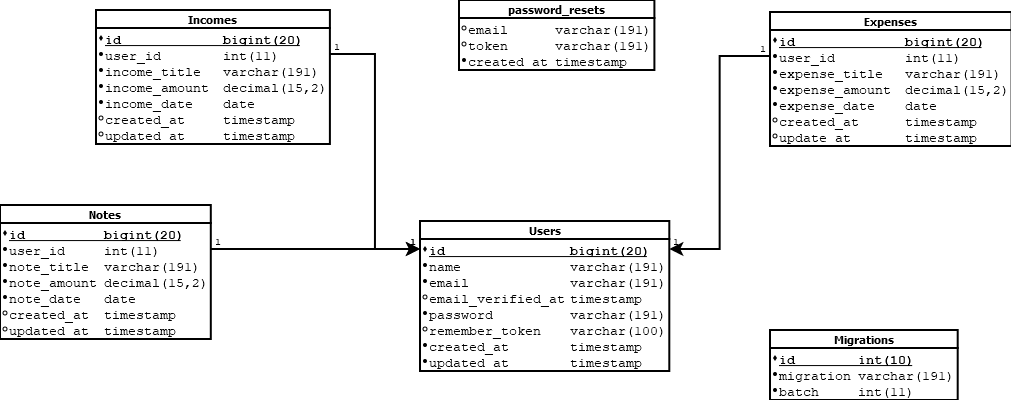 Incomes
id bigint(20)
user_id int(11)
income_title varchar(191)
income_amount decimal(15,2)
income_date date
created_at timestamp
updated_at timestamp
1
password_resets
email varchar(191)
token varchar(191)
created_at timestamp
Expenses
id bigint(20)
user_id int(11)
expense_title varchar(191)
expense_amount decimal(15,2)
expense_date date
created_at timestamp
update_at timestamp
1
Notes
id bigint(20)
user_id int(11)
note_title varchar(191)
note_amount decimal(15,2)
note_date date
created_at timestamp
updated_at timestamp
1
1
Users
id bigint(20)
name varchar(191)
email varchar(191)
email_verified_at timestamp
password varchar(191)
remember_token varchar(100)
created_at timestamp
updated_at timestamp
1
Migrations
id int(10)
migration varchar(191)
batch int(11)